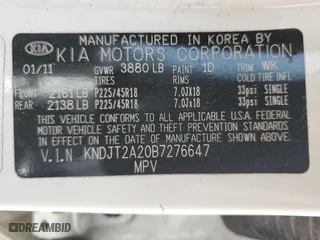 MANUFACTURED IN KOREA BY
KIA KIA MOTORS CORPORATION
01/11 GVWR 3880 LB PAINT 1D TRIM WK
TIRES RIMS COLD TIRE INFL
FRONT 2161 LB P225/45R18 7.0JX18 33psi SINGLE
REAR 2138 LB P225/45R18 7.0JX18 33psi SINGLE
THIS VEHICLE CONFORMS TO ALL APPLICABLE
FEDERAL MOTOR VEHICLE SAFETY, BUMPER, AND
THEFT PREVENTION STANDARDS IN EFFECT ON
THE DATE OF MANUFACTURE SHOWN ABOVE.
V.I.N KNDJT2A20B7276647
MPV